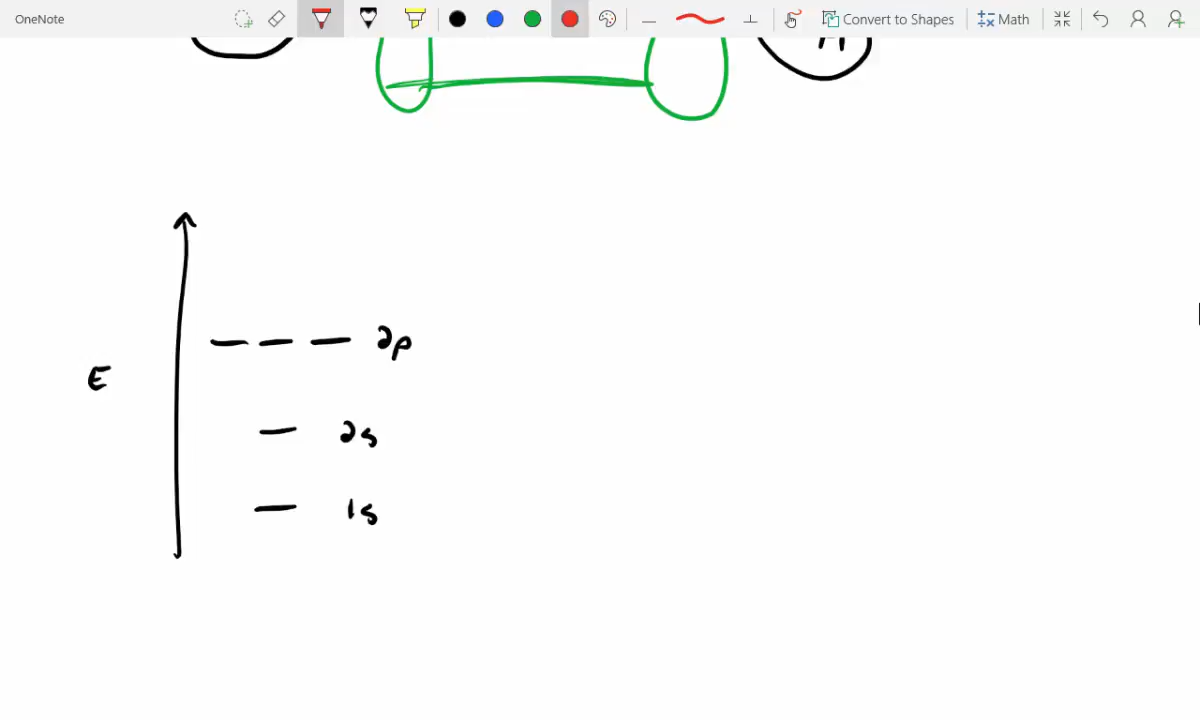 OneNote
Convert to Shapes
Math
H
2p
E
2s
1s